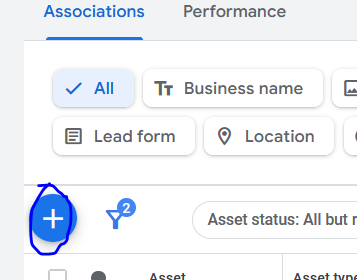 Associations Performance
All Business name
Lead form Location
2
Asset status: All but r
Asset Asset type